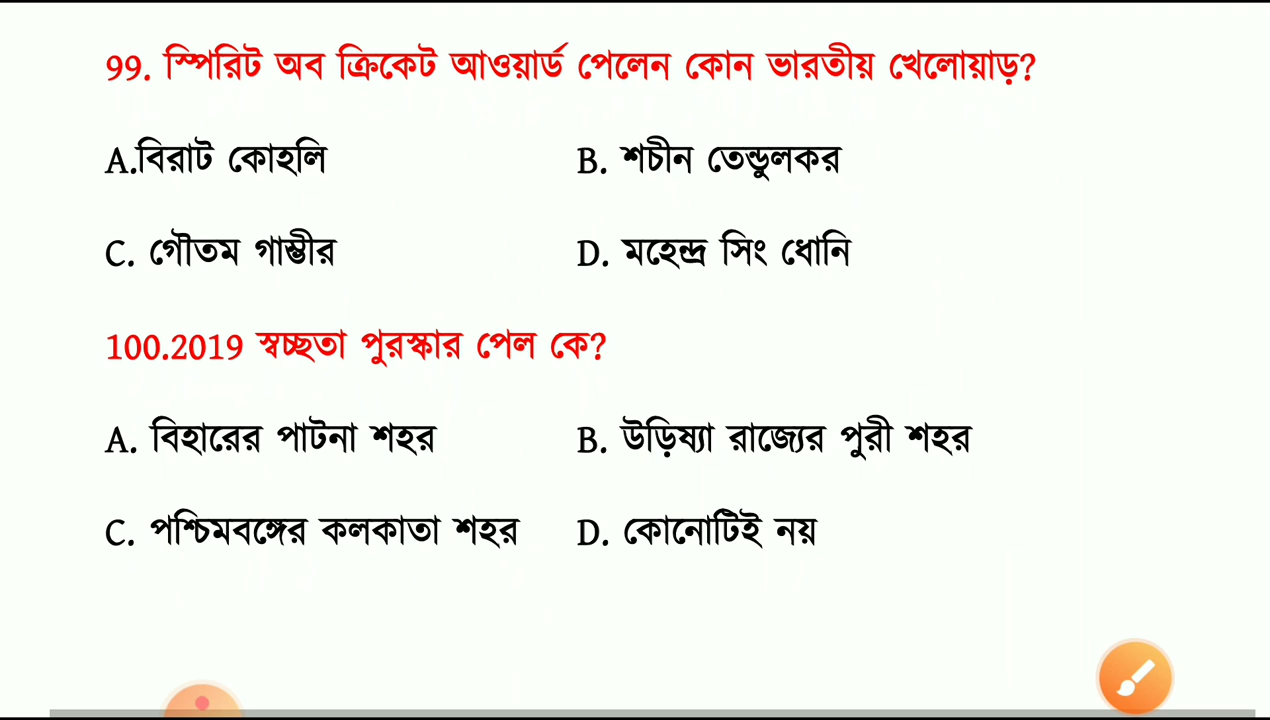 99. স্পিরিট অব ক্রিকেট আওয়ার্ড পেলেন কোন ভারতীয় খেলোয়াড়?
A.বিরাট কোহলি B. শচীন তেন্ডুলকর
C. গৌতম গাম্ভীর D. মহেন্দ্র সিং ধোনি
100.2019 স্বচ্ছতা পুরস্কার পেল কে?
A. বিহারের পাটনা শহর B. উড়িষ্যা রাজ্যের পুরী শহর
C. পশ্চিমবঙ্গের কলকাতা শহর D. কোনোটিই নয়